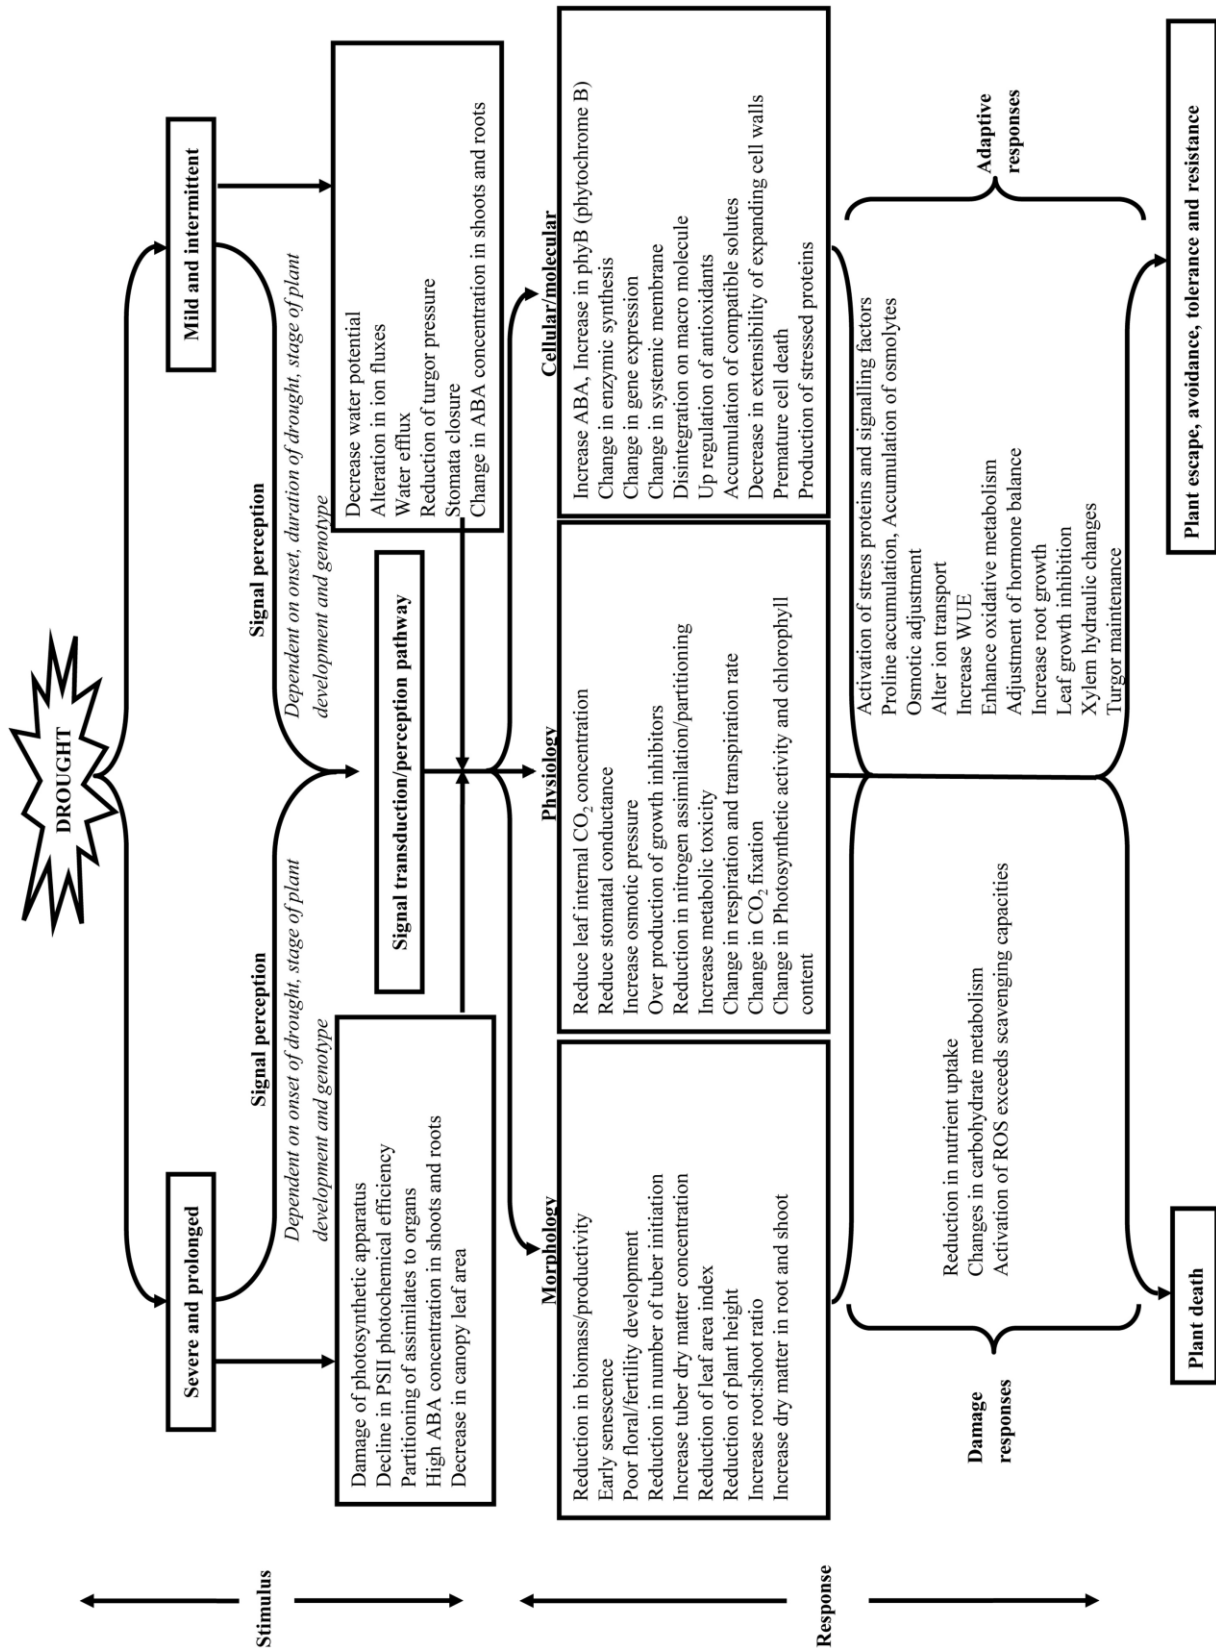 DROUGHT
Severe and prolonged
Mild and intermittent
Signal perception
Dependent on onset of drought, stage of plant
development and genotype
Signal perception
Dependent on onset, duration of drought, stage of plant
development and genotype
Stimulus
Damage of photosynthetic apparatus
Decline in PSII photochemical efficiency
Partitioning of assimilates to organs
High ABA concentration in shoots and roots
Decrease in canopy leaf area
Signal transduction/perception pathway
Decrease water potential
Alteration in ion fluxes
Water efflux
Reduction of turgor pressure
Stomata closure
Change in ABA concentration in shoots and roots
Morphology
Reduction in biomass/productivity
Early senescence
Poor floral/fertility development
Reduction in number of tuber initiation
Increase tuber dry matter concentration
Reduction of leaf area index
Reduction of plant height
Increase root:shoot ratio
Increase dry matter in root and shoot
Physiology
Reduce leaf internal CO₂ concentration
Reduce stomatal conductance
Increase osmotic pressure
Over production of growth inhibitors
Reduction in nitrogen assimilation/partitioning
Increase metabolic toxicity
Change in respiration and transpiration rate
Change in CO₂ fixation
Change in Photosynthetic activity and chlorophyll
content
Cellular/molecular
Increase ABA, Increase in phyB (phytochrome B)
Change in enzymic synthesis
Change in gene expression
Change in systemic membrane
Disintegration on macro molecule
Up regulation of antioxidants
Accumulation of compatible solutes
Decrease in extensibility of expanding cell walls
Premature cell death
Production of stressed proteins
Response
Damage
responses
Reduction in nutrient uptake
Changes in carbohydrate metabolism
Activation of ROS exceeds scavenging capacities
Activation of stress proteins and signalling factors
Proline accumulation, Accumulation of osmolytes
Osmotic adjustment
Alter ion transport
Increase WUE
Enhance oxidative metabolism
Adjustment of hormone balance
Increase root growth
Leaf growth inhibition
Xylem hydraulic changes
Turgor maintenance
Adaptive
responses
Plant death
Plant escape, avoidance, tolerance and resistance